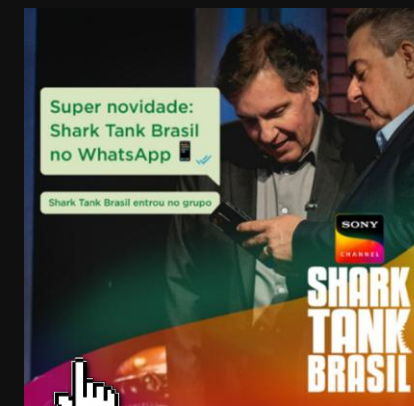 Super novidade:
Shark Tank Brasil
no WhatsApp
Shark Tank Brasil entrou no grupo
SONY
CHANNEL
SHARK
TANK
BRASIL